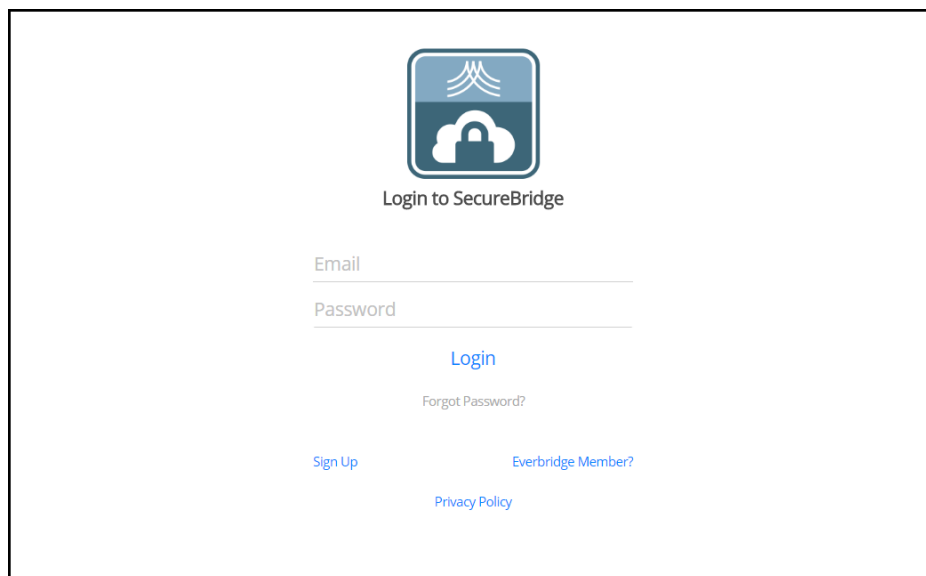 Login to SecureBridge
Email
Password
Login
Forgot Password?
Sign Up Everbridge Member?
Privacy Policy